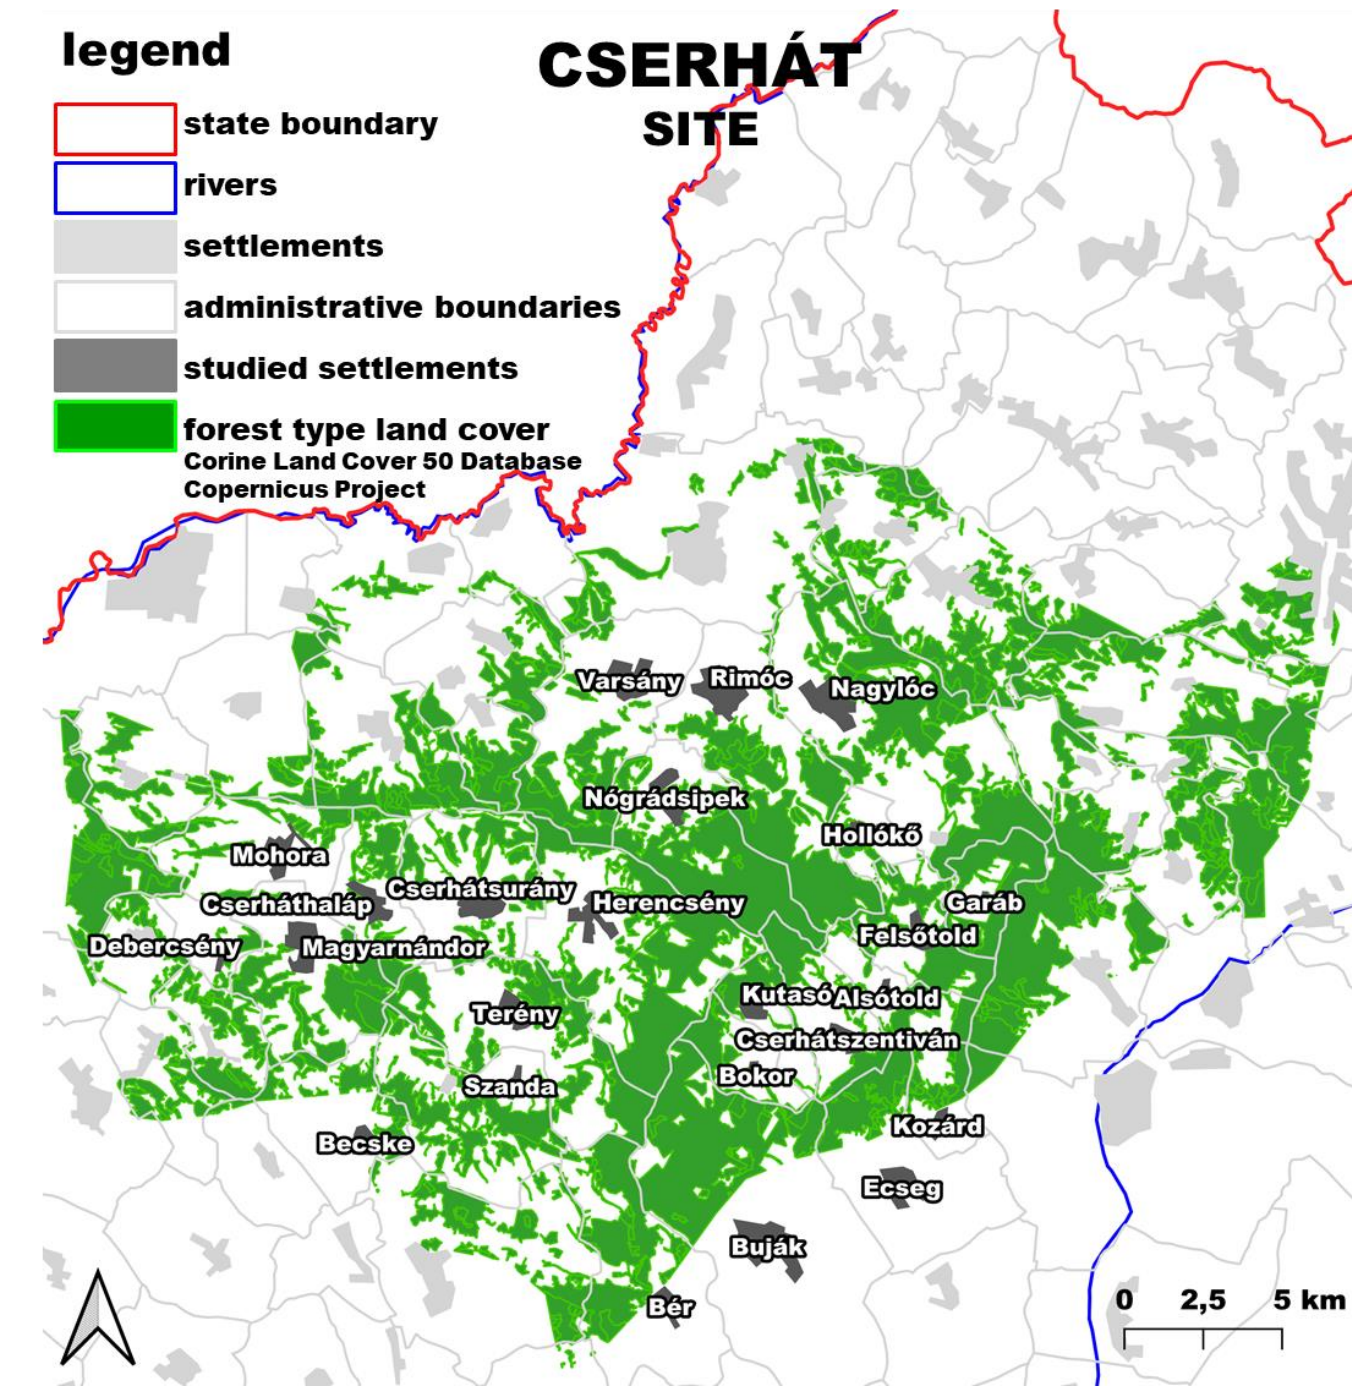 legend
CSERHÁT
SITE
state boundary
rivers
settlements
administrative boundaries
studied settlements
forest type land cover
Corine Land Cover 50 Database
Copernicus Project
Varsány
Rimóc
Nagylóc
Nógrádsipek
Hollókő
Mohora
Cserhátsurány
Cserháthaláp
Herencsény
Garáb
Felsőtold
Debercsény
Magyarnándor
Kutasó
Alsótold
Terény
Cserhátszentiván
Bokor
Szanda
Kozárd
Becske
Ecseg
Buják
Bér
0 2,5 5 km